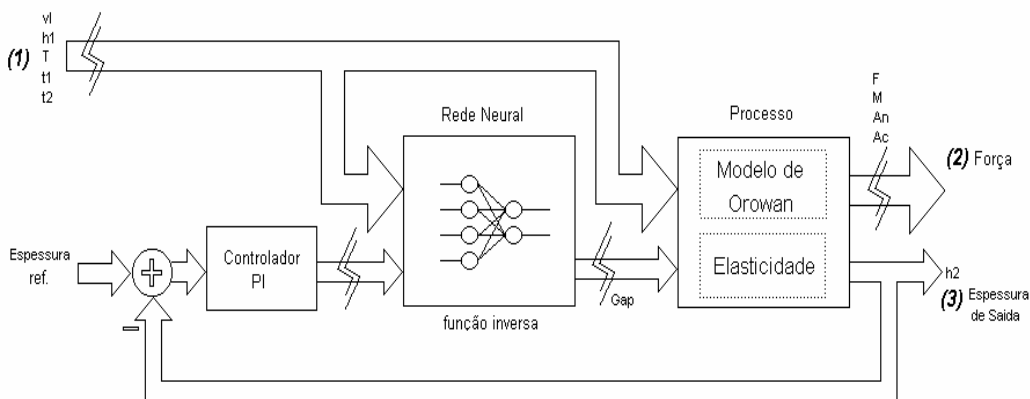 vl
h1
(1) T
t1
t2
Rede Neural
Processo
F
M
An
Ac
Modelo de
Orowan
(2) Força
Espessura
ref.
+
Controlador
PI
Elasticidade
h2
Gap
(3) Espessura
de Saida
função inversa
–